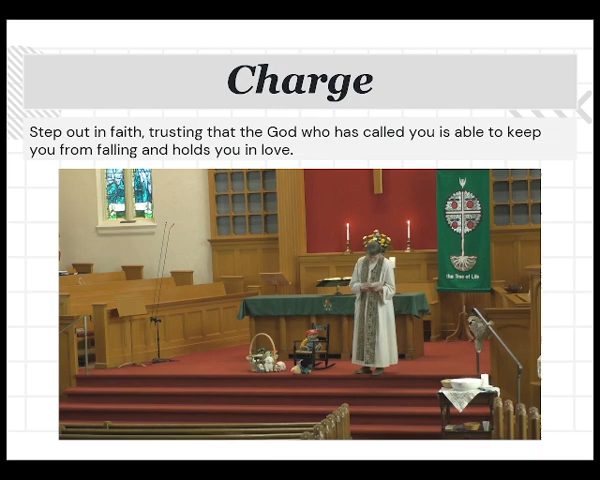 Charge
Step out in faith, trusting that the God who has called you is able to keep
you from falling and holds you in love.
the Tree of Life